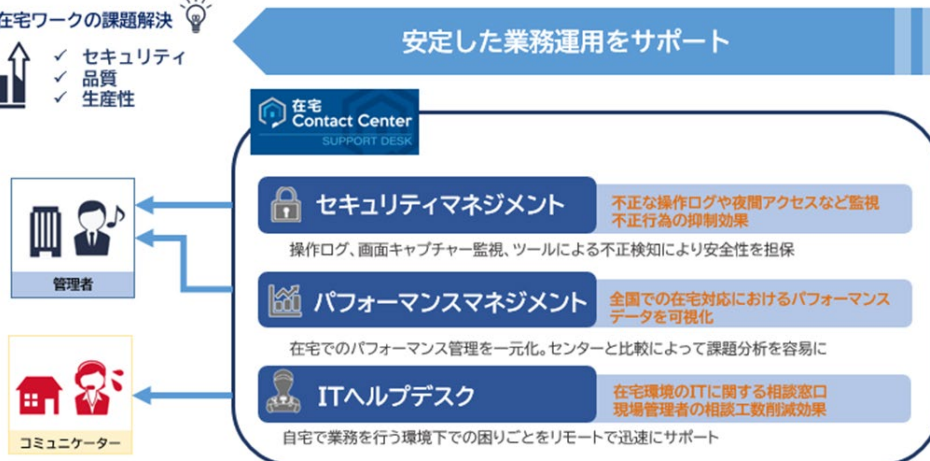 在宅ワークの課題解決
✓ セキュリティ
✓ 品質
✓ 生産性
安定した業務運用をサポート
在宅
Contact Center
SUPPORT DESK
管理者
コミュニケーター
セキュリティマネジメント
不正な操作ログや夜間アクセスなど監視
不正行為の抑制効果
操作ログ、画面キャプチャー監視、ツールによる不正検知により安全性を担保
パフォーマンスマネジメント
全国での在宅対応におけるパフォーマンス
データを可視化
在宅でのパフォーマンス管理を一元化。センターと比較によって課題分析を容易に
ITヘルプデスク
在宅環境のITに関する相談窓口
現場管理者の相談工数削減効果
自宅で業務を行う環境下での困りごとをリモートで迅速にサポート